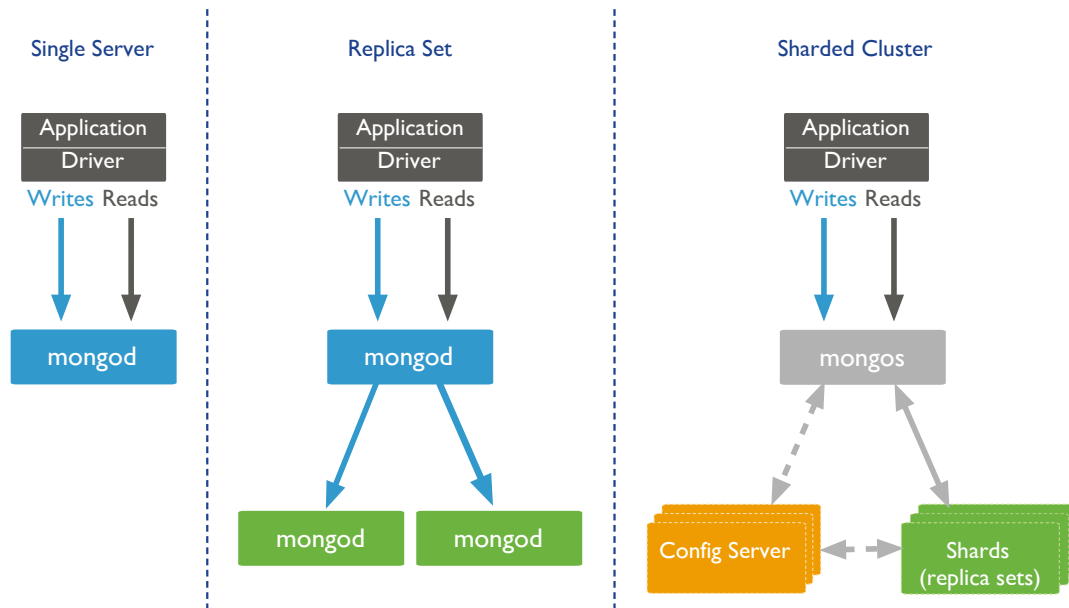 Single Server
Application
Driver
Writes Reads
mongod
Replica Set
Application
Driver
Writes Reads
mongod
mongod
mongod
Sharded Cluster
Application
Driver
Writes Reads
mongos
Config Server
Shards
(replica sets)